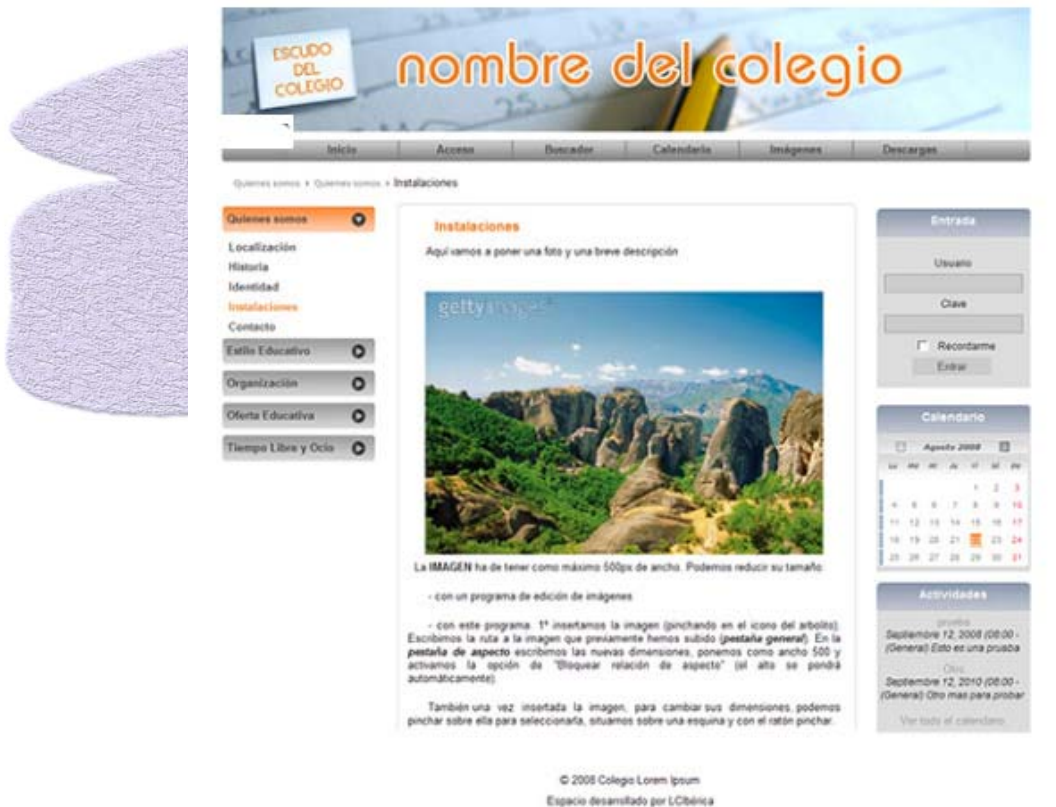 ESCUDO
DEL
COLEGIO
nombre del colegio
Inicio Acceso Buscador Calendario Imágenes Descargas
Quienes somos Quienes somos Instalaciones
Quienes somos
Localización
Historia
Identidad
Instalaciones
Contacto
Estilo Educativo
Organización
Oferta Educativa
Tiempo Libre y Ocio
Instalaciones
Aquí vamos a poner una foto y una breve descripción
gettyimages
La IMAGEN ha de tener como máximo 500px de ancho. Podemos reducir su tamaño
- con un programa de edición de imágenes
- con este programa. 1º insertamos la imagen (pinchando en el icono del arbolito).
Escribimos la ruta a la imagen que previamente hemos subido (pestaña general). En la
pestaña de aspecto escribimos las nuevas dimensiones, ponemos como ancho 500 y
activamos la opción de "Bloquear relación de aspecto" (el alto se pondrá
automáticamente)
También una vez insertada la imagen, para cambiar sus dimensiones, podemos
pinchar sobre ella para seleccionarla, situarnos sobre una esquina y con el ratón pinchar.
Entrada
Usuario
Clave
Recordarme
Entrar
Calendario
Agosto 2008
1 2 3
4 5 6 7 8 9 10
11 12 13 14 15 16 17
18 19 20 21 23 24
25 26 27 28 29 30 31
Actividades
prueba
Septiembre 12, 2008 (08:00 -
(General) Esto es una prueba
Otro
Septiembre 12, 2010 (08:00 -
(General) Otro mas para probar
Ver todo el calendario
© 2008 Colegio Lorem Ipsum
Espacio desarrollado por LCIbérica